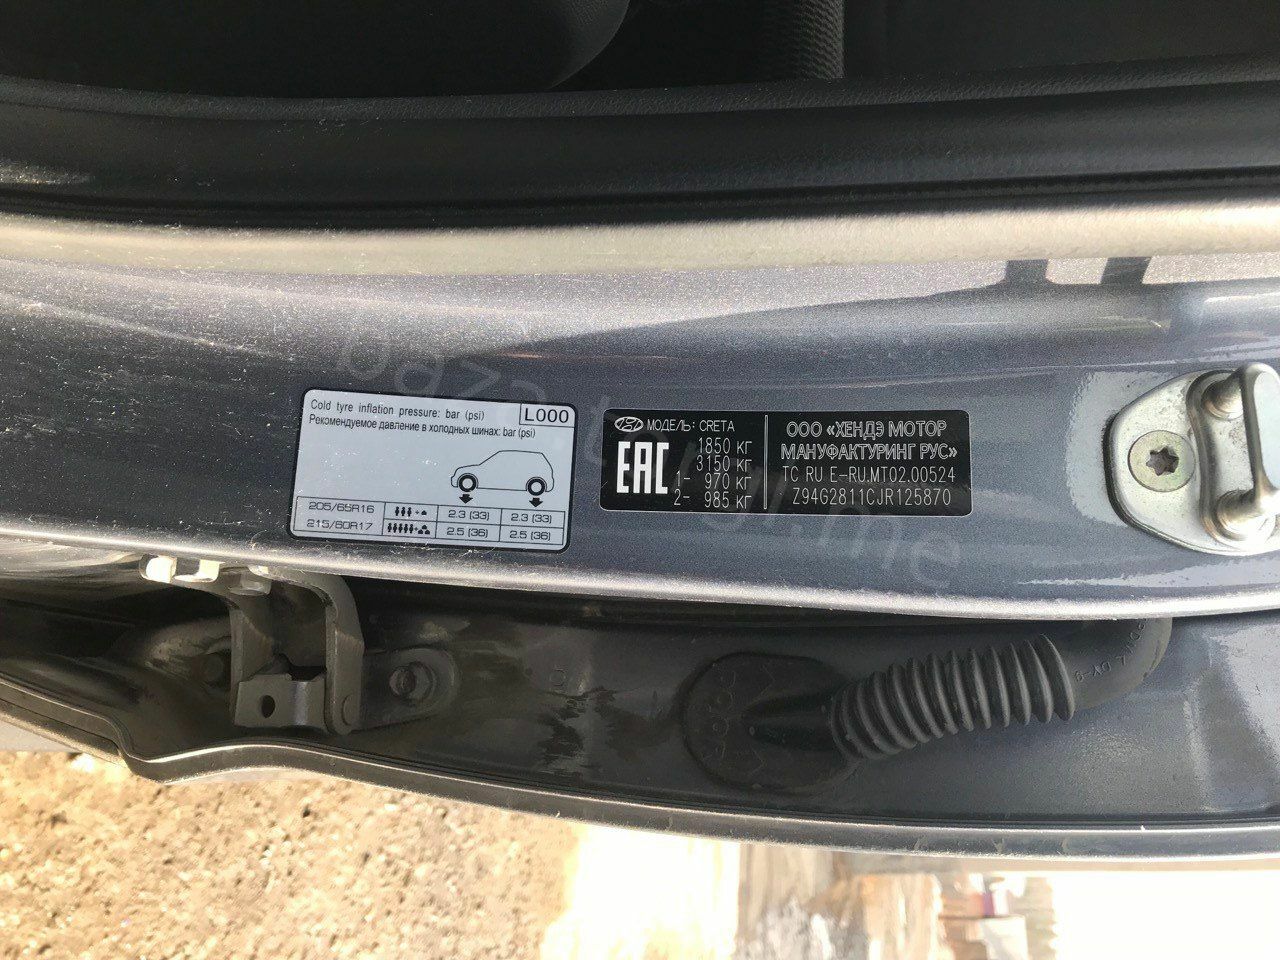 Cold tyre inflation pressure: bar (psi) L000
Рекомендуемое давление в холодных шинах: bar (psi)
205/65R16 2.3 (33) 2.3 (33)
215/60R17 2.5 (36) 2.5 (36)
МОДЕЛЬ: CRETA
EAC
1850 КГ
3150 КГ
1- 970 КГ
2- 985 КГ
ООО «ХЕНДЭ МОТОР
МАНУФАКТУРИНГ РУС»
TC RU E-RU.MT02.00524
Z94G2811CJR125870